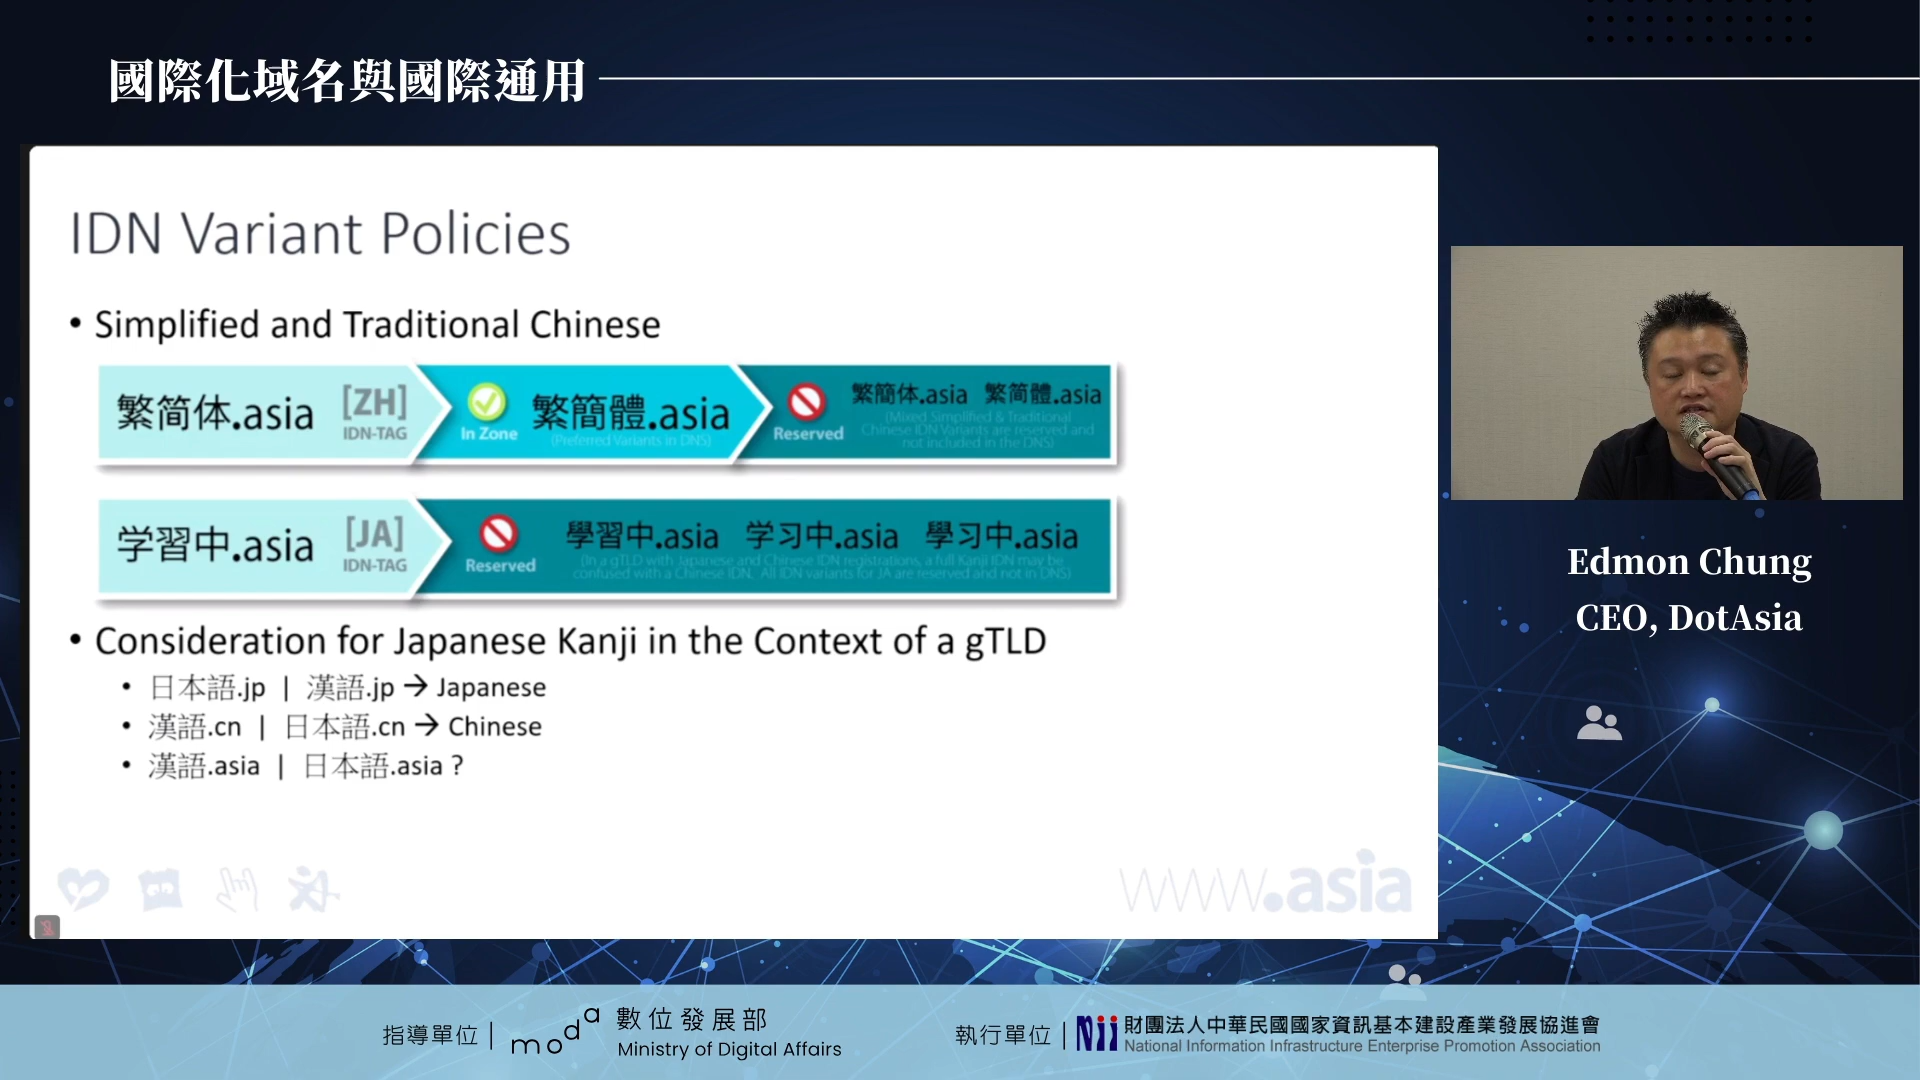 國際化域名與國際通用
IDN Variant Policies
• Simplified and Traditional Chinese
繁简体.asia [ZH] IDN-TAG
In Zone 繁簡體.asia
(Preferred Variants in DNS)
Reserved 繁簡体.asia 繁简體.asia
(Mixed Simplified & Traditional
Chinese IDN Variants are reserved and
not included in the DNS)
学習中.asia [JA] IDN-TAG
Reserved 學習中.asia 学习中.asia 學习中.asia
(In a gTLD with Japanese and Chinese IDN registrations, a full Kanji IDN may be
confused with a Chinese IDN. All IDN variants for JA are reserved and not in DNS)
• Consideration for Japanese Kanji in the Context of a gTLD
• 日本語.jp | 漢語.jp → Japanese
• 漢語.cn | 日本語.cn → Chinese
• 漢語.asia | 日本語.asia ?
www.asia
Edmon Chung
CEO, DotAsia
指導單位 | moda 數位發展部
Ministry of Digital Affairs
執行單位 | NII 財團法人中華民國國家資訊基本建設產業發展協進會
National Information Infrastructure Enterprise Promotion Association